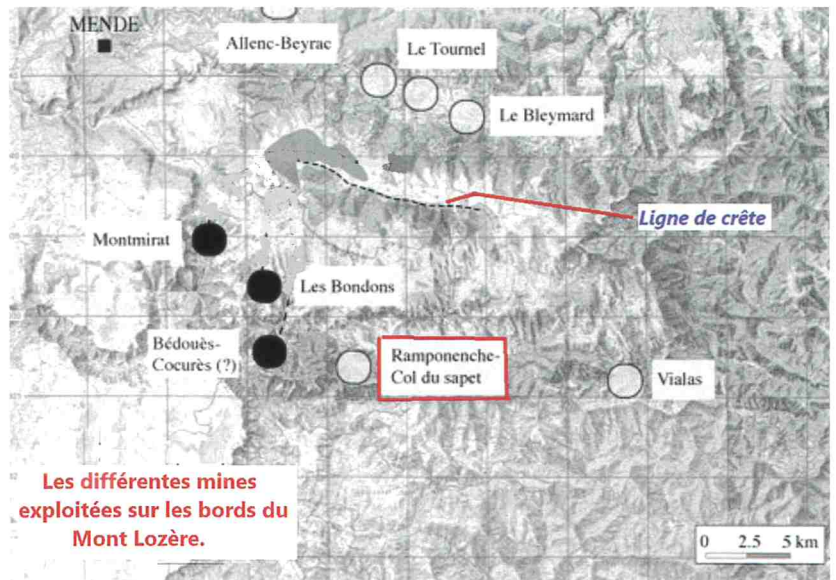 MENDE
Allenc-Beyrac
Le Tournel
Le Bleymard
Ligne de crête
Montmirat
Les Bondons
Bédouès-
Cocurès (?)
Ramponenche-
Col du sapet
Vialas
Les différentes mines
exploitées sur les bords du
Mont Lozère.
0 2.5 5 km